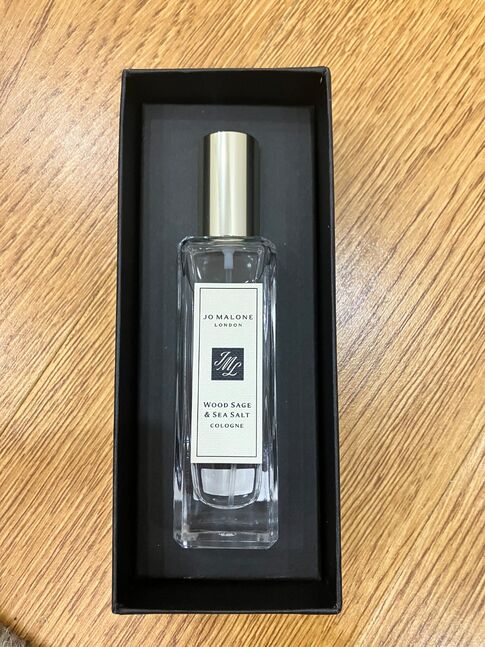 JO MALONE
LONDON
JML
WOOD SAGE
& SEA SALT
COLOGNE